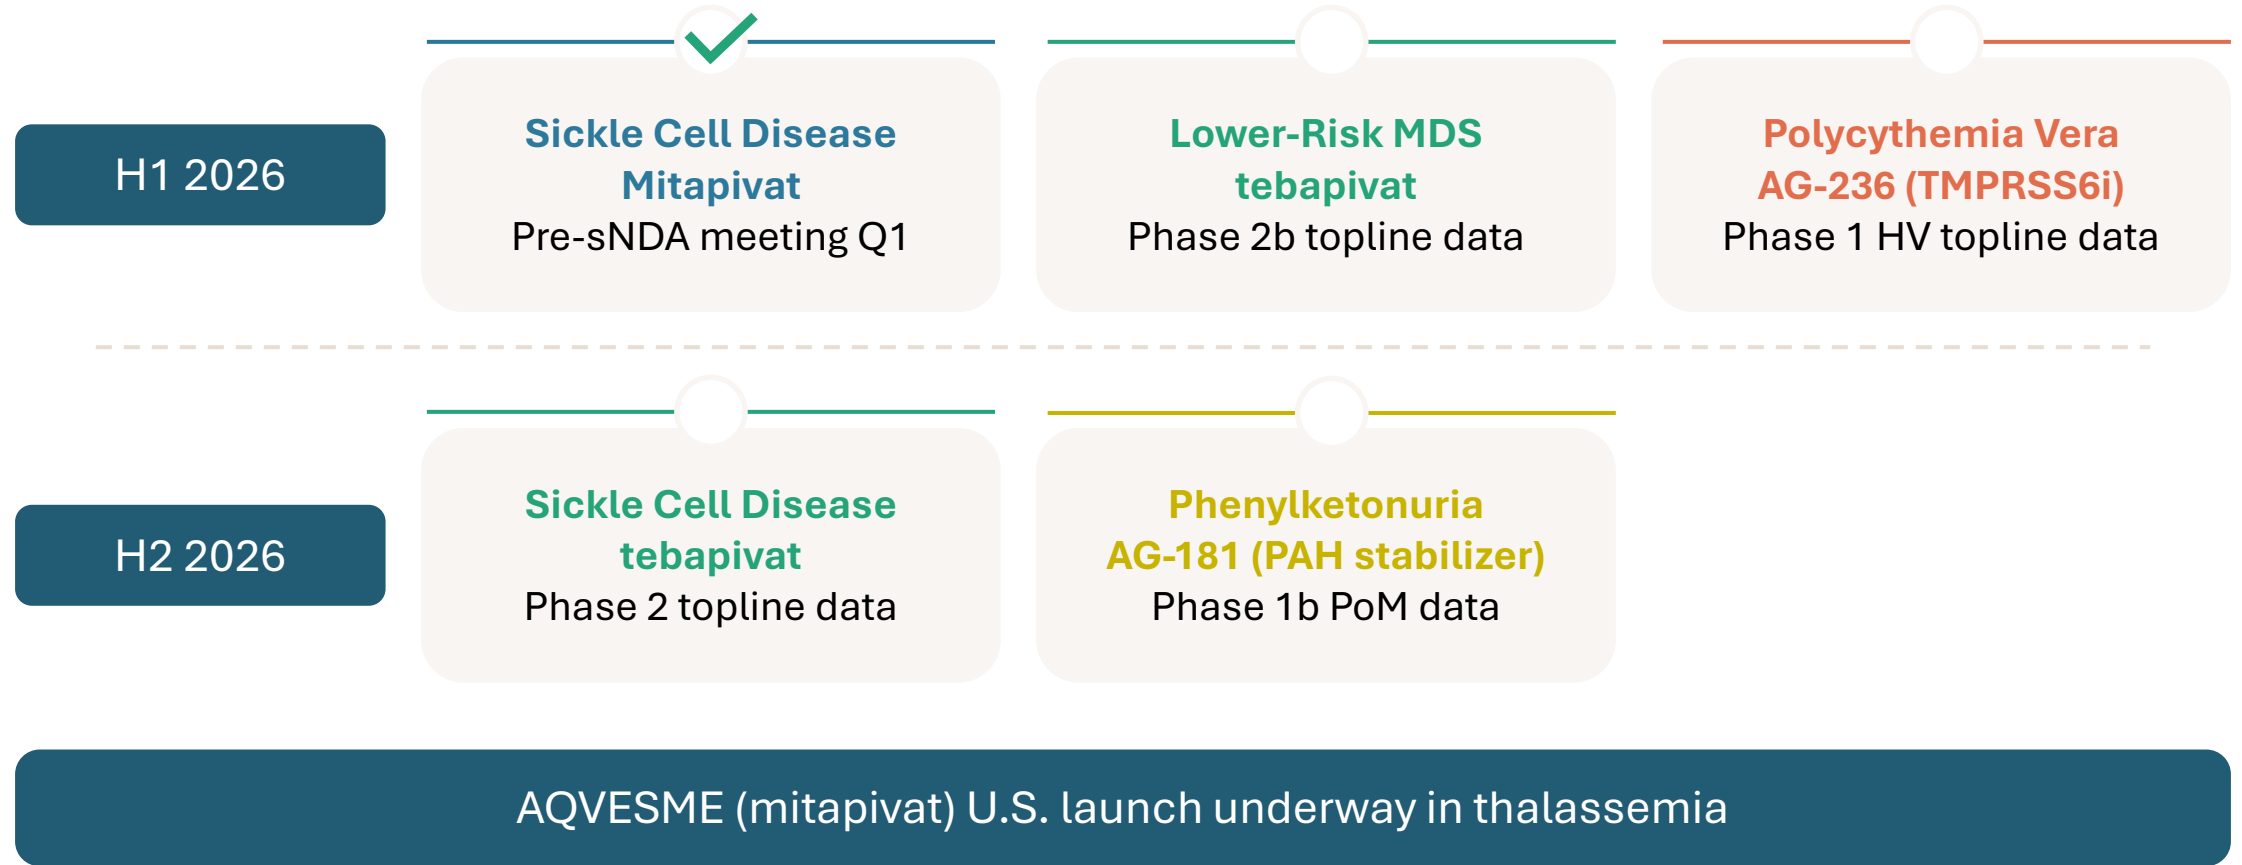 H1 2026
Sickle Cell Disease
Mitapivat
Pre-sNDA meeting Q1
Lower-Risk MDS
tebapivat
Phase 2b topline data
Polycythemia Vera
AG-236 (TMPRSS6i)
Phase 1 HV topline data
H2 2026
Sickle Cell Disease
tebapivat
Phase 2 topline data
Phenylketonuria
AG-181 (PAH stabilizer)
Phase 1b PoM data
AQVESME (mitapivat) U.S. launch underway in thalassemia